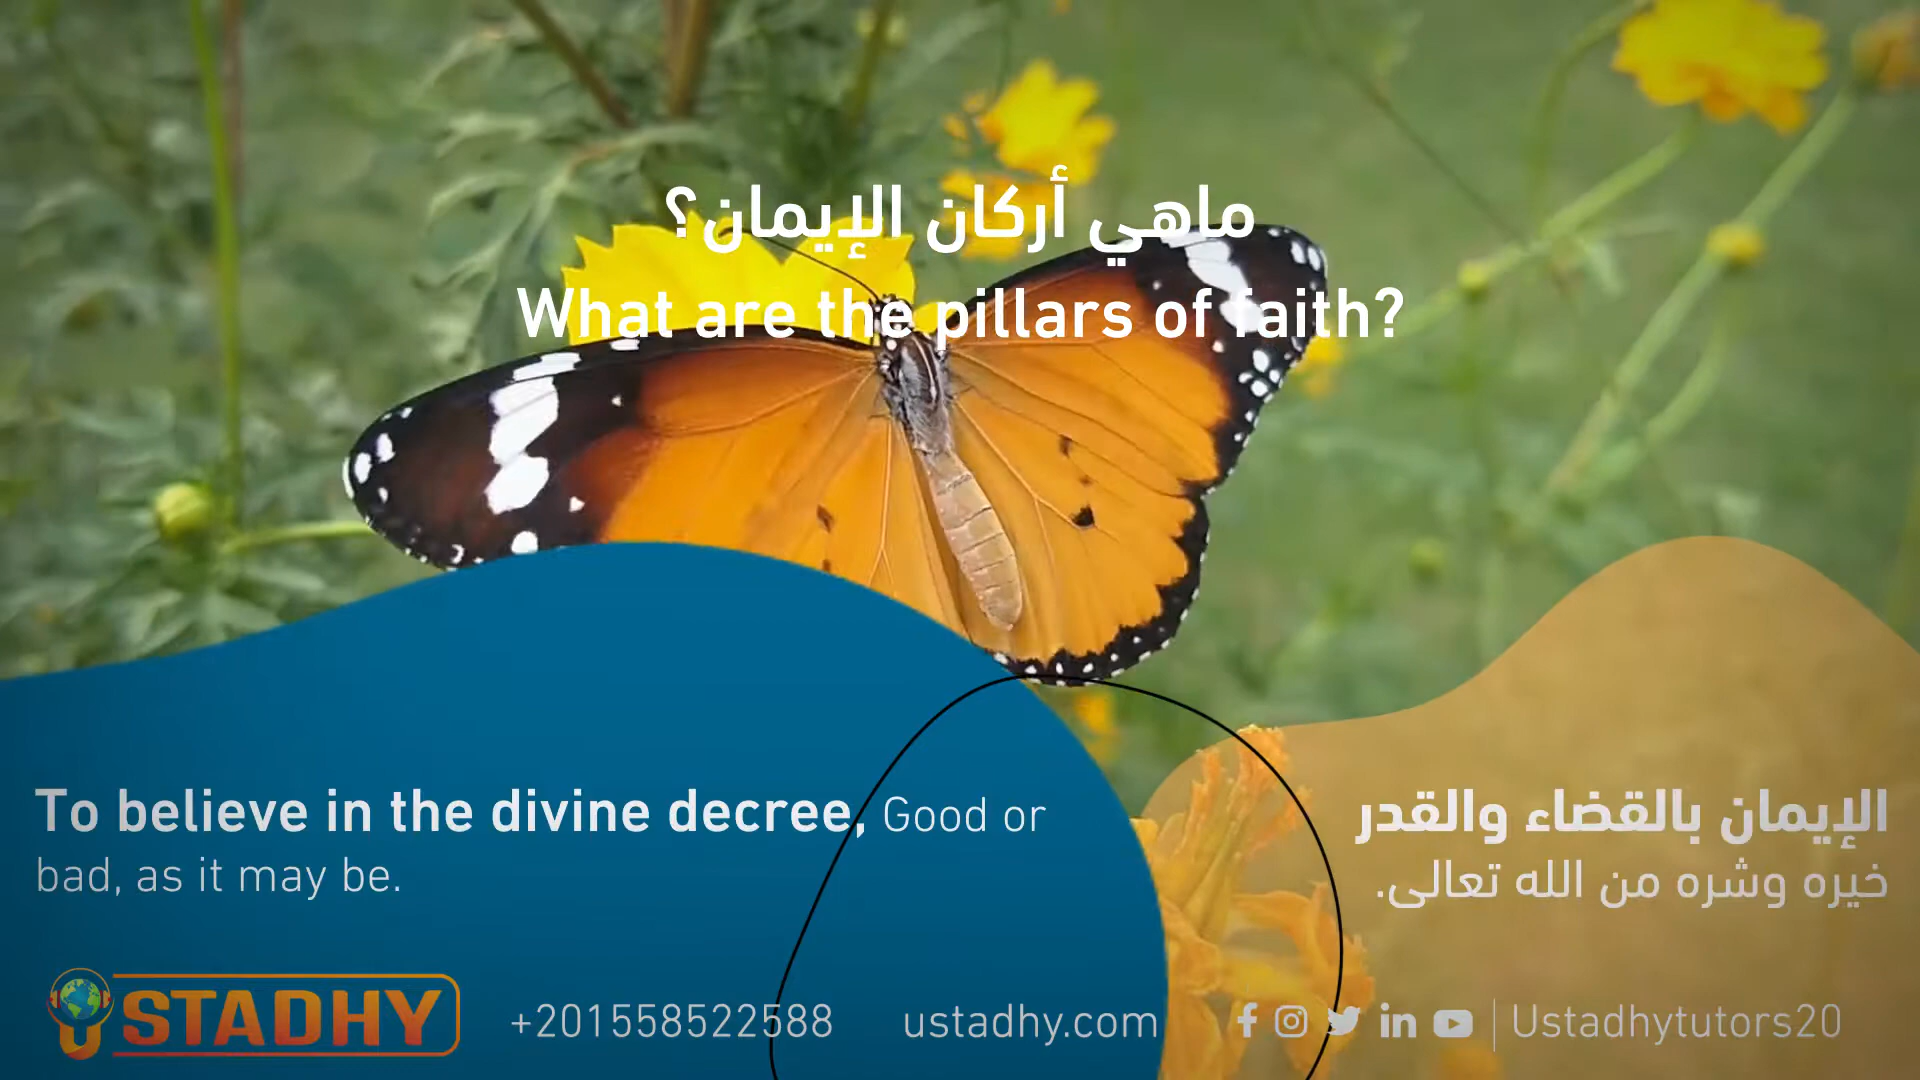 ماهي أركان الإيمان؟
What are the pillars of faith?
To believe in the divine decree, Good or
bad, as it may be.
الإيمان بالقضاء والقدر
خيره وشره من الله تعالى.
USTADHY
+201558522588
ustadhy.com
Ustadhytutors20